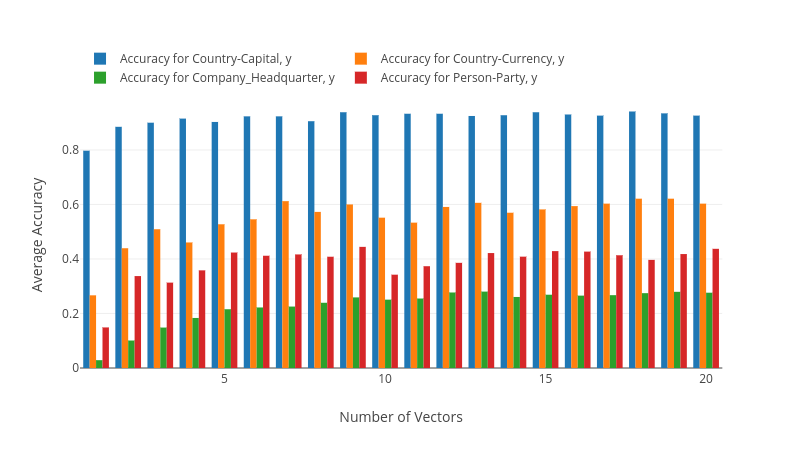 Accuracy for Country-Capital, y
Accuracy for Country-Currency, y
Accuracy for Company_Headquarter, y
Accuracy for Person-Party, y
0.8
0.6
0.4
0.2
0
Average Accuracy
5
10
15
20
Number of Vectors